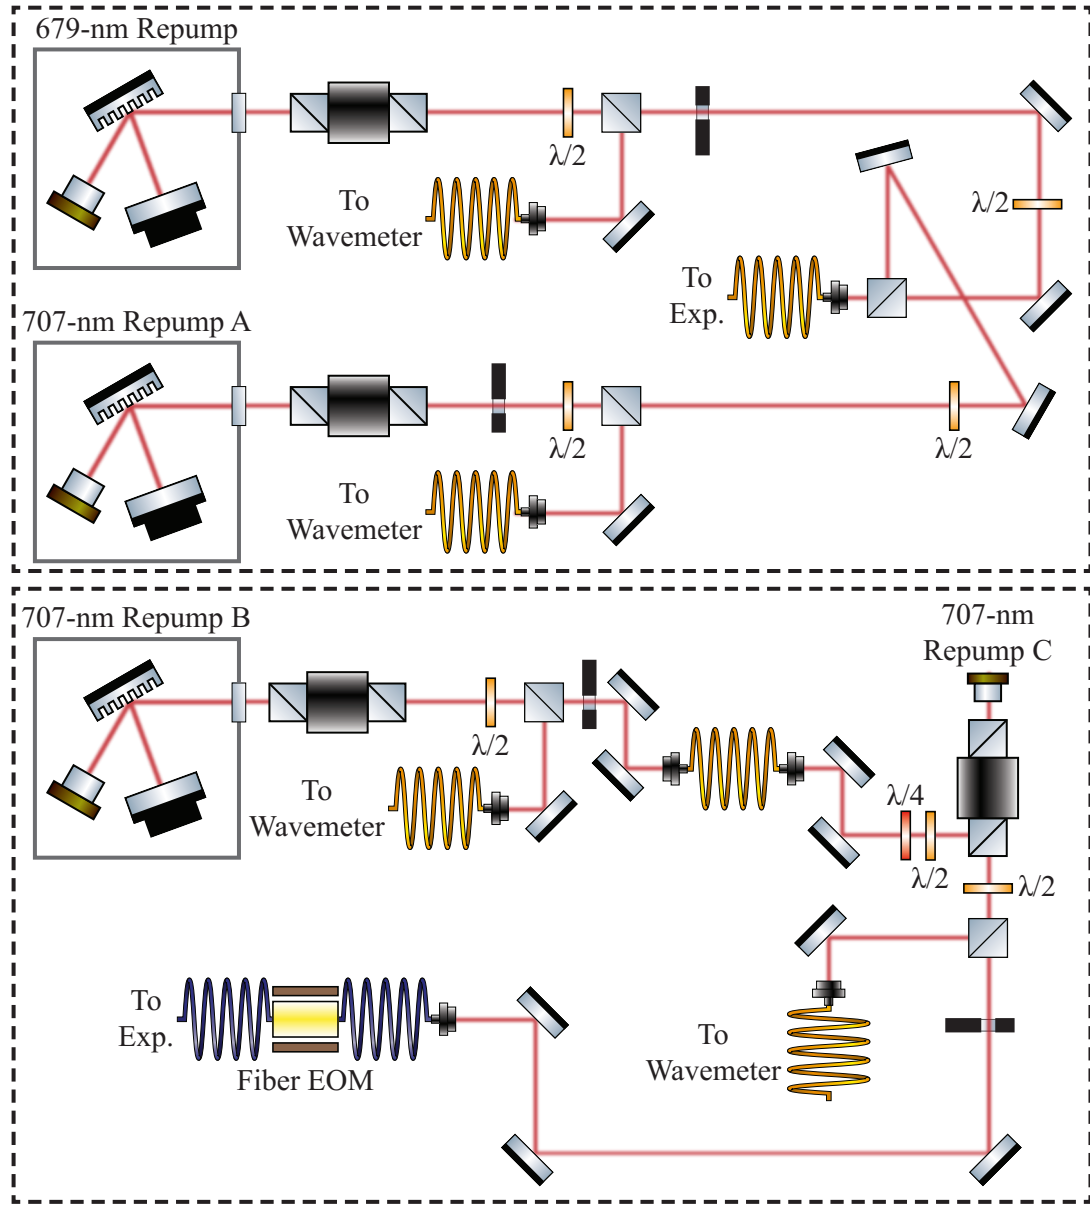 679-nm Repump
λ/2
To
Wavemeter
λ/2
To
Exp.
707-nm Repump A
λ/2
λ/2
To
Wavemeter
707-nm Repump B
707-nm
Repump C
λ/2
To
Wavemeter
λ/4
λ/2
λ/2
To
Exp.
Fiber EOM
To
Wavemeter